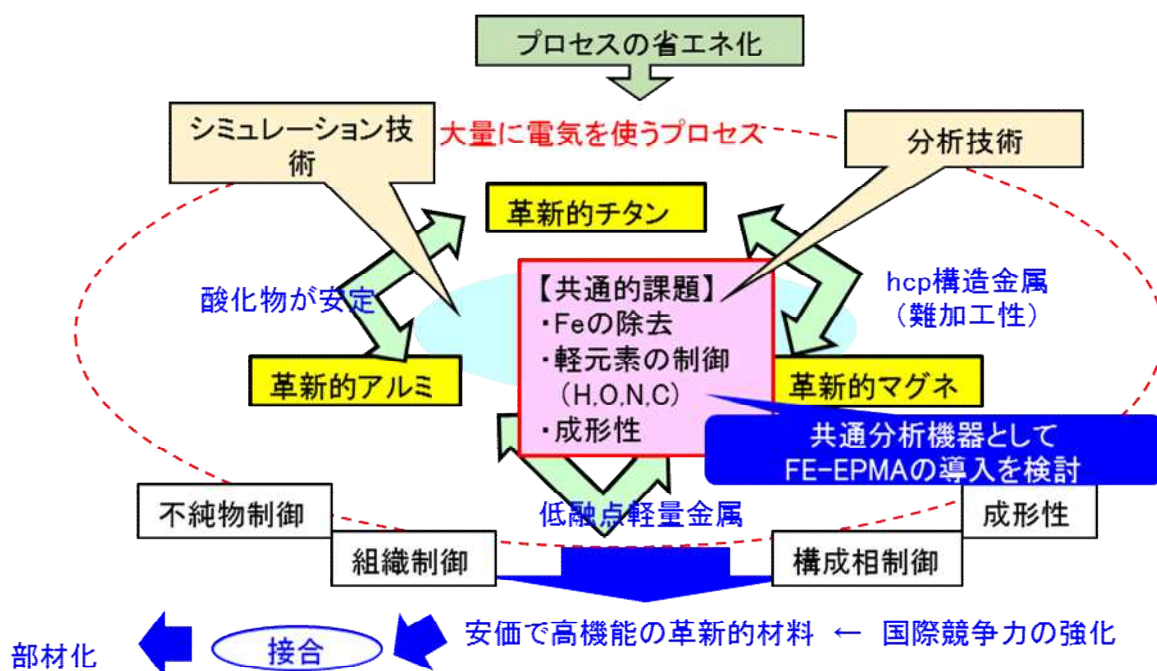 プロセスの省エネ化
シミュレーション技
術
大量に電気を使うプロセス
分析技術
革新的チタン
酸化物が安定
hcp構造金属
（難加工性）
【共通的課題】
・Feの除去
・軽元素の制御
（H,O,N,C）
・成形性
革新的アルミ
革新的マグネ
共通分析機器として
FE-EPMAの導入を検討
不純物制御
低融点軽量金属
成形性
組織制御
構成相制御
部材化
接合
安価で高機能の革新的材料 ← 国際競争力の強化